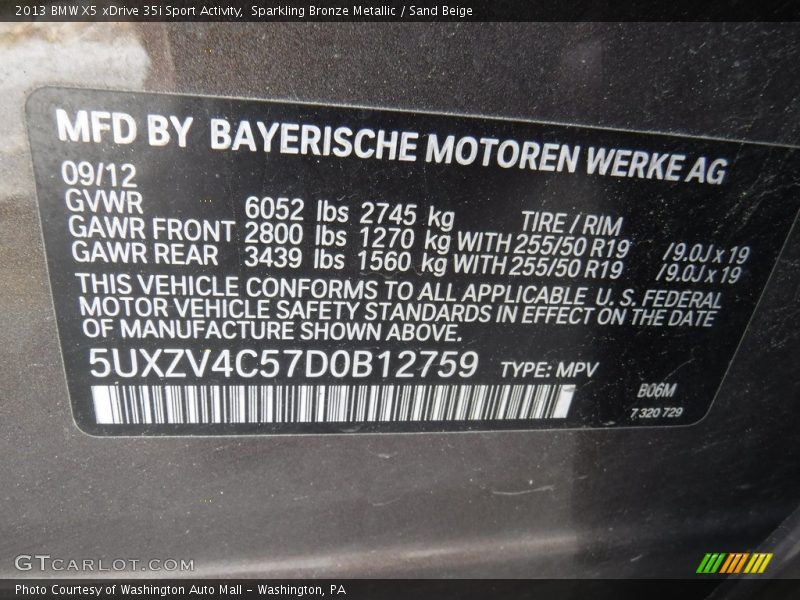 2013 BMW X5 xDrive 35i Sport Activity,  Sparkling Bronze Metallic / Sand Beige
MFD BY BAYERISCHE MOTOREN WERKE AG
09/12
GVWR 6052 lbs 2745 kg TIRE / RIM
GAWR FRONT 2800 lbs 1270 kg WITH 255/50 R19 /9.0J x 19
GAWR REAR 3439 lbs 1560 kg WITH 255/50 R19 /9.0J x 19
THIS VEHICLE CONFORMS TO ALL APPLICABLE U.S. FEDERAL
MOTOR VEHICLE SAFETY STANDARDS IN EFFECT ON THE DATE
OF MANUFACTURE SHOWN ABOVE.
5UXZV4C57D0B12759 TYPE: MPV
B06M
7 320 729
GTCARLOT.COM
Photo Courtesy of Washington Auto Mall - Washington, PA